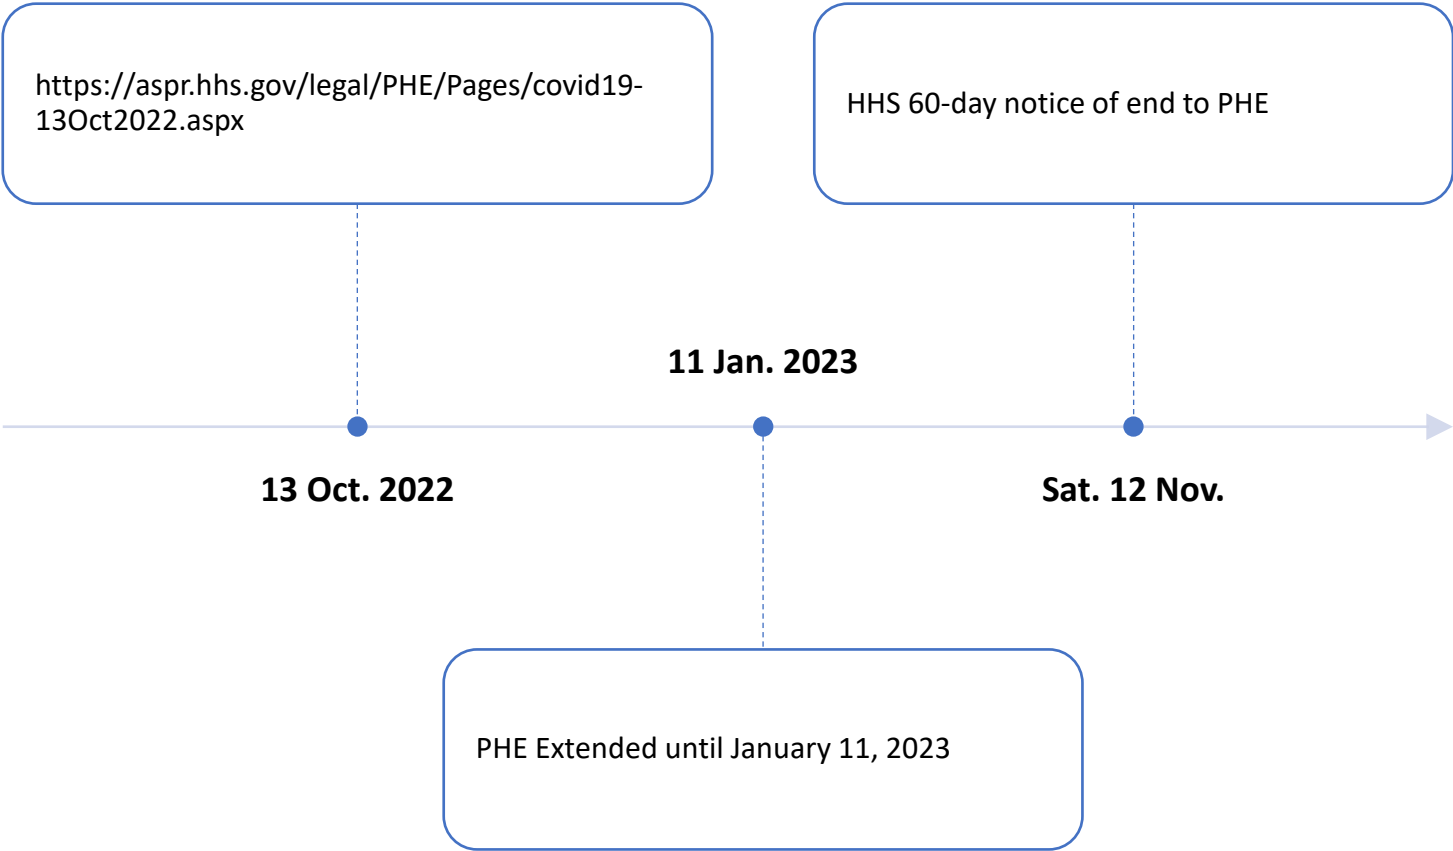 https://aspr.hhs.gov/legal/PHE/Pages/covid19-
13Oct2022.aspx
HHS 60-day notice of end to PHE
11 Jan. 2023
13 Oct. 2022
Sat. 12 Nov.
PHE Extended until January 11, 2023